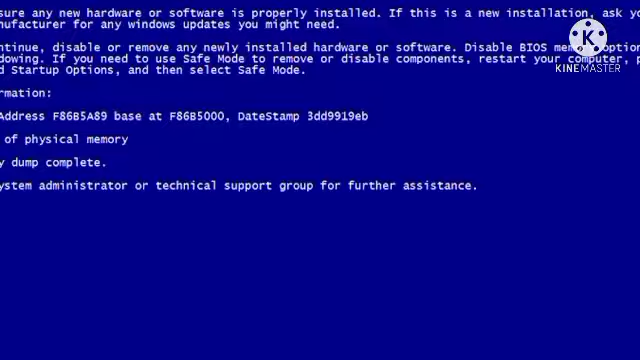 sure any new hardware or software is properly installed. If this is a new installation, ask yo
nufacturer for any windows updates you might need.
ntinue, disable or remove any newly installed hardware or software. Disable BIOS mem option
dowing. If you need to use Safe Mode to remove or disable components, restart your computer, p
d Startup Options, and then select Safe Mode.
rmation:
Address F86B5A89 base at F86B5000, DateStamp 3dd9919eb
of physical memory
y dump complete.
ystem administrator or technical support group for further assistance.
K
KINEMASTER